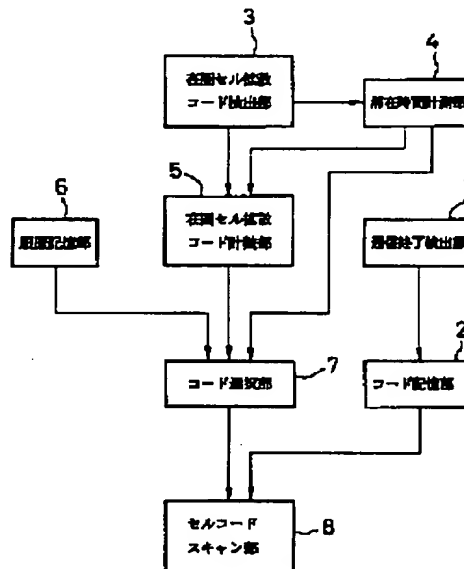 3
4
在圏セル拡散
コード検出部
滞在時間計測部
5
6
在圏セル拡散
コード計数部
履歴記憶部
通信終了検出部
2
コード選択部
7
コード記憶部
セルコード
スキャン部
8